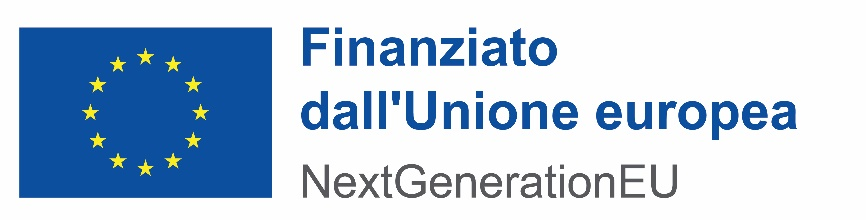 Finanziato
dall'Unione europea
NextGenerationEU